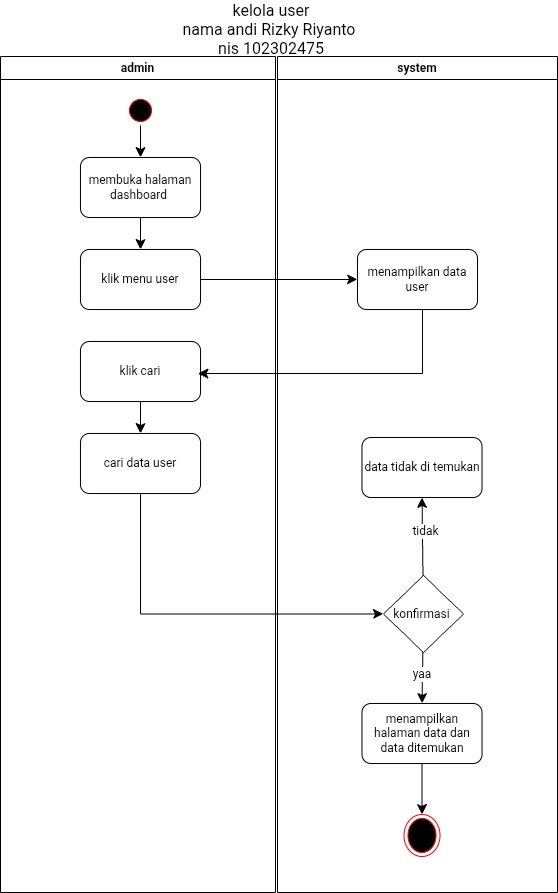 kelola user
nama andi Rizky Riyanto
nis 102302475
admin
system
membuka halaman
dashboard
klik menu user
menampilkan data
user
klik cari
cari data user
data tidak di temukan
tidak
konfirmasi
yaa
menampilkan
halaman data dan
data ditemukan